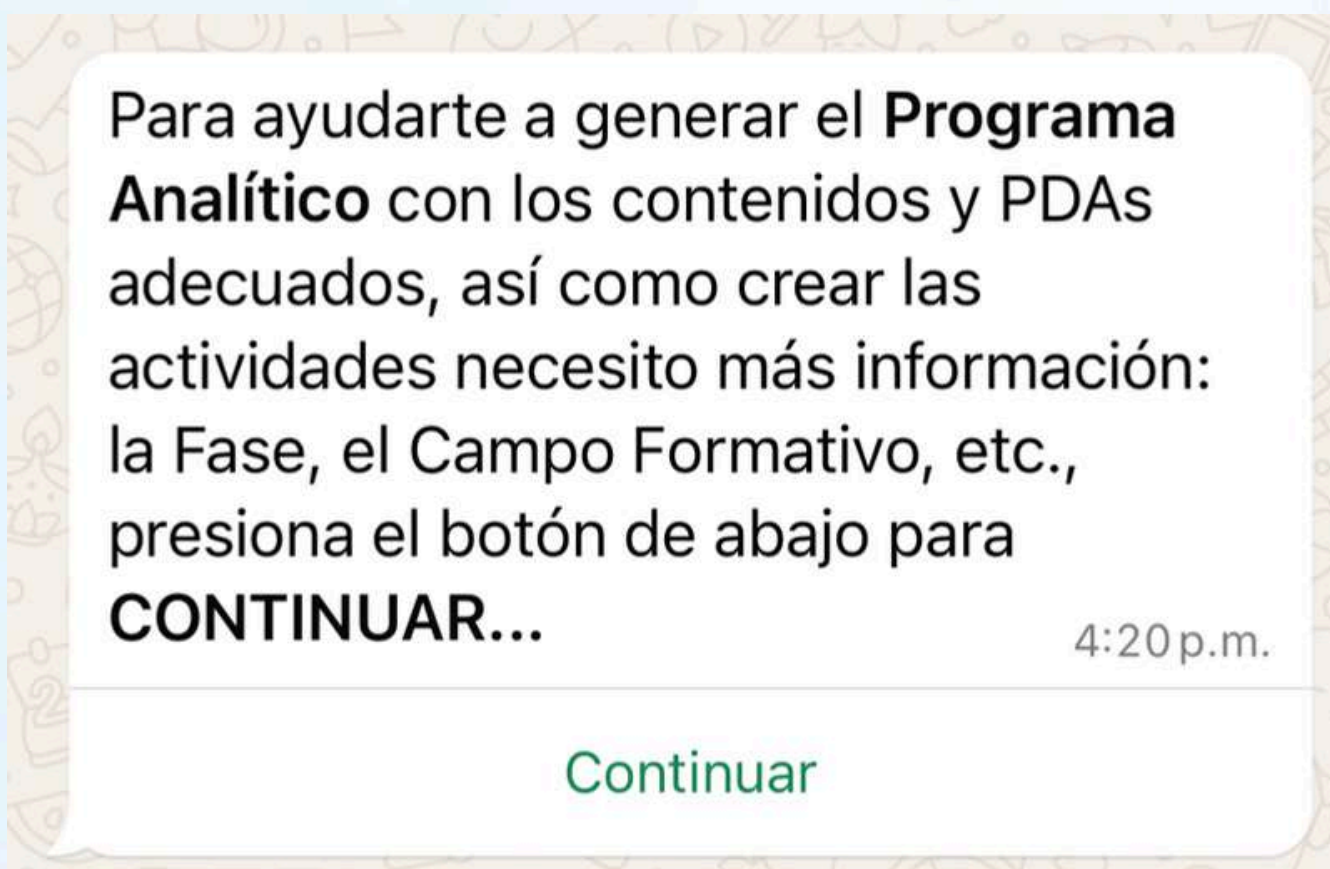 Para ayudarte a generar el Programa
Analítico con los contenidos y PDAs
adecuados, así como crear las
actividades necesito más información:
la Fase, el Campo Formativo, etc.,
presiona el botón de abajo para
CONTINUAR...
4:20 p.m.
Continuar